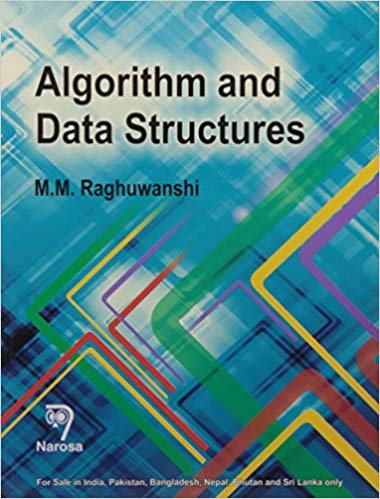 Algorithm and
Data Structures
M.M. Raghuwanshi
Narosa
For Sale in India, Pakistan, Bangladesh, Nepal, Bhutan and Sri Lanka only